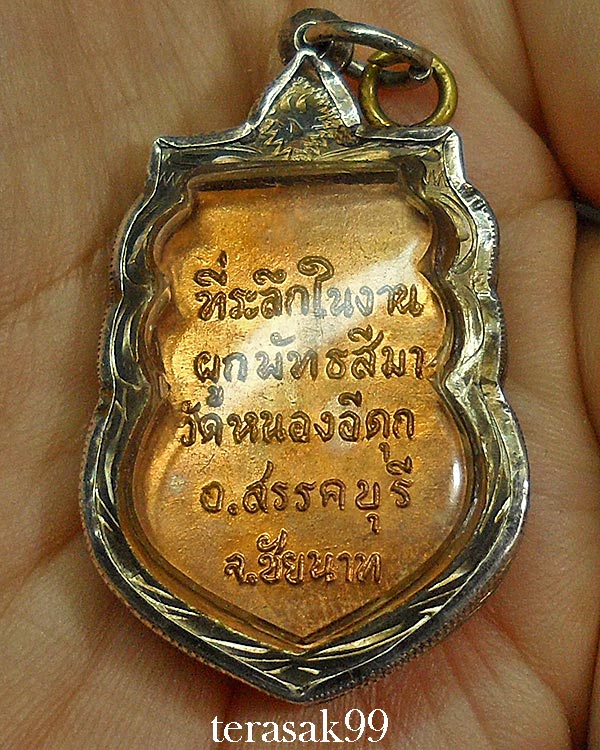 ที่ระลึกในงาน
ผูกพัทธสีมา
วัดหนองอีดุก
อ.สรรคบุรี
จ.ชัยนาท
terasak99